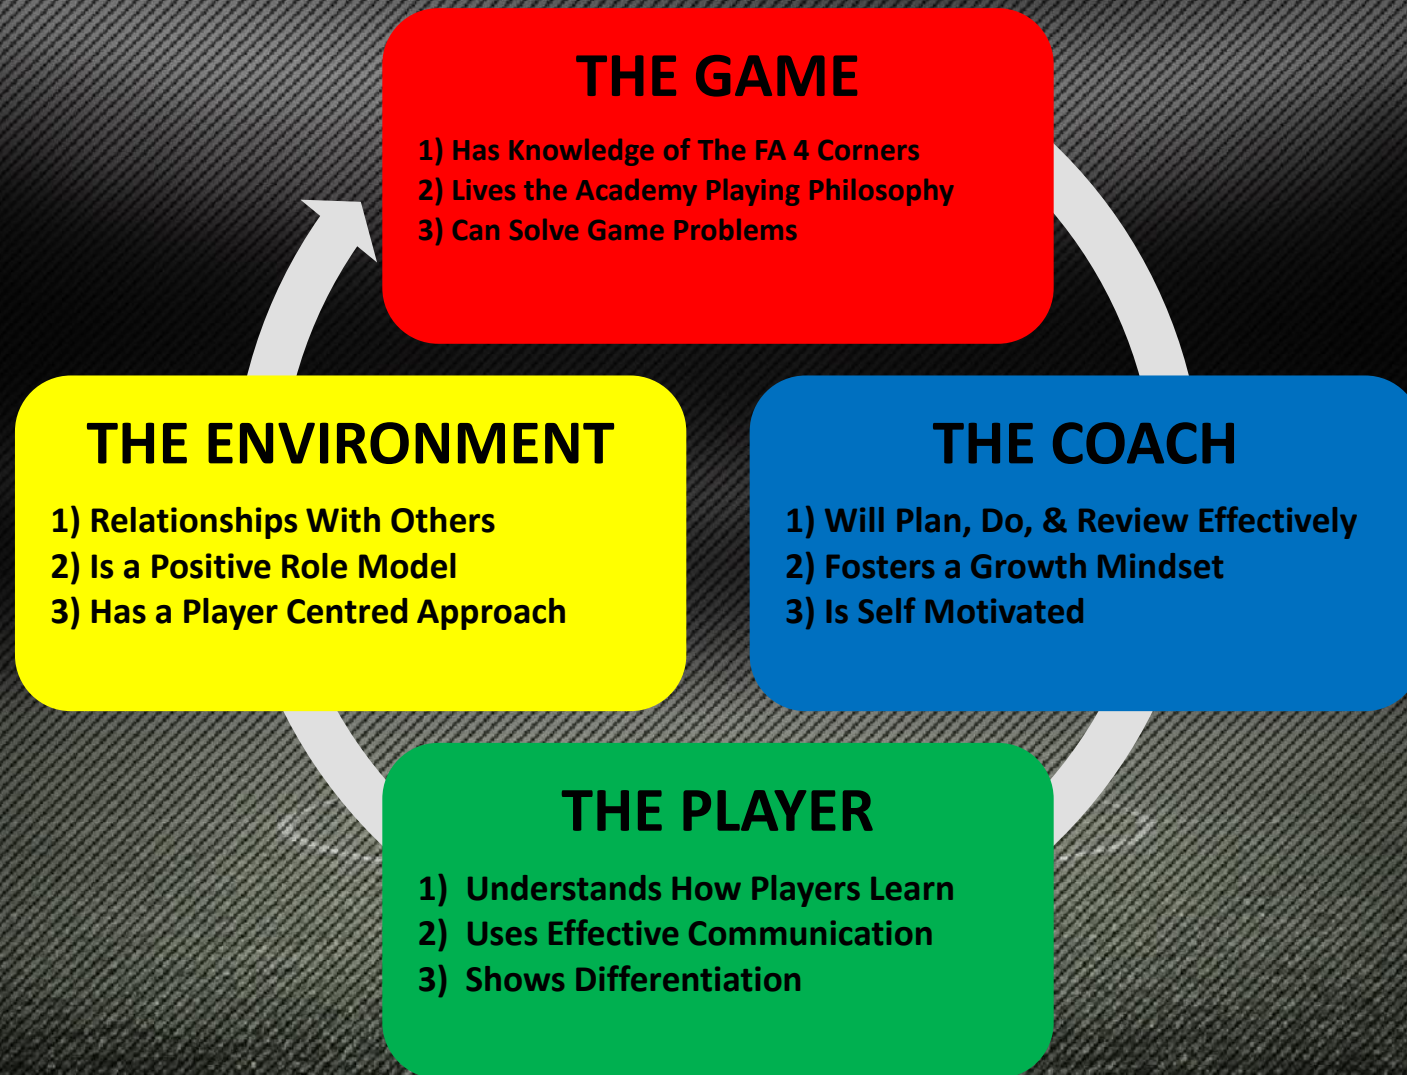 THE GAME
1) Has Knowledge of The FA 4 Corners
2) Lives the Academy Playing Philosophy
3) Can Solve Game Problems
THE ENVIRONMENT
1) Relationships With Others
2) Is a Positive Role Model
3) Has a Player Centred Approach
THE COACH
1) Will Plan, Do, & Review Effectively
2) Fosters a Growth Mindset
3) Is Self Motivated
THE PLAYER
1) Understands How Players Learn
2) Uses Effective Communication
3) Shows Differentiation